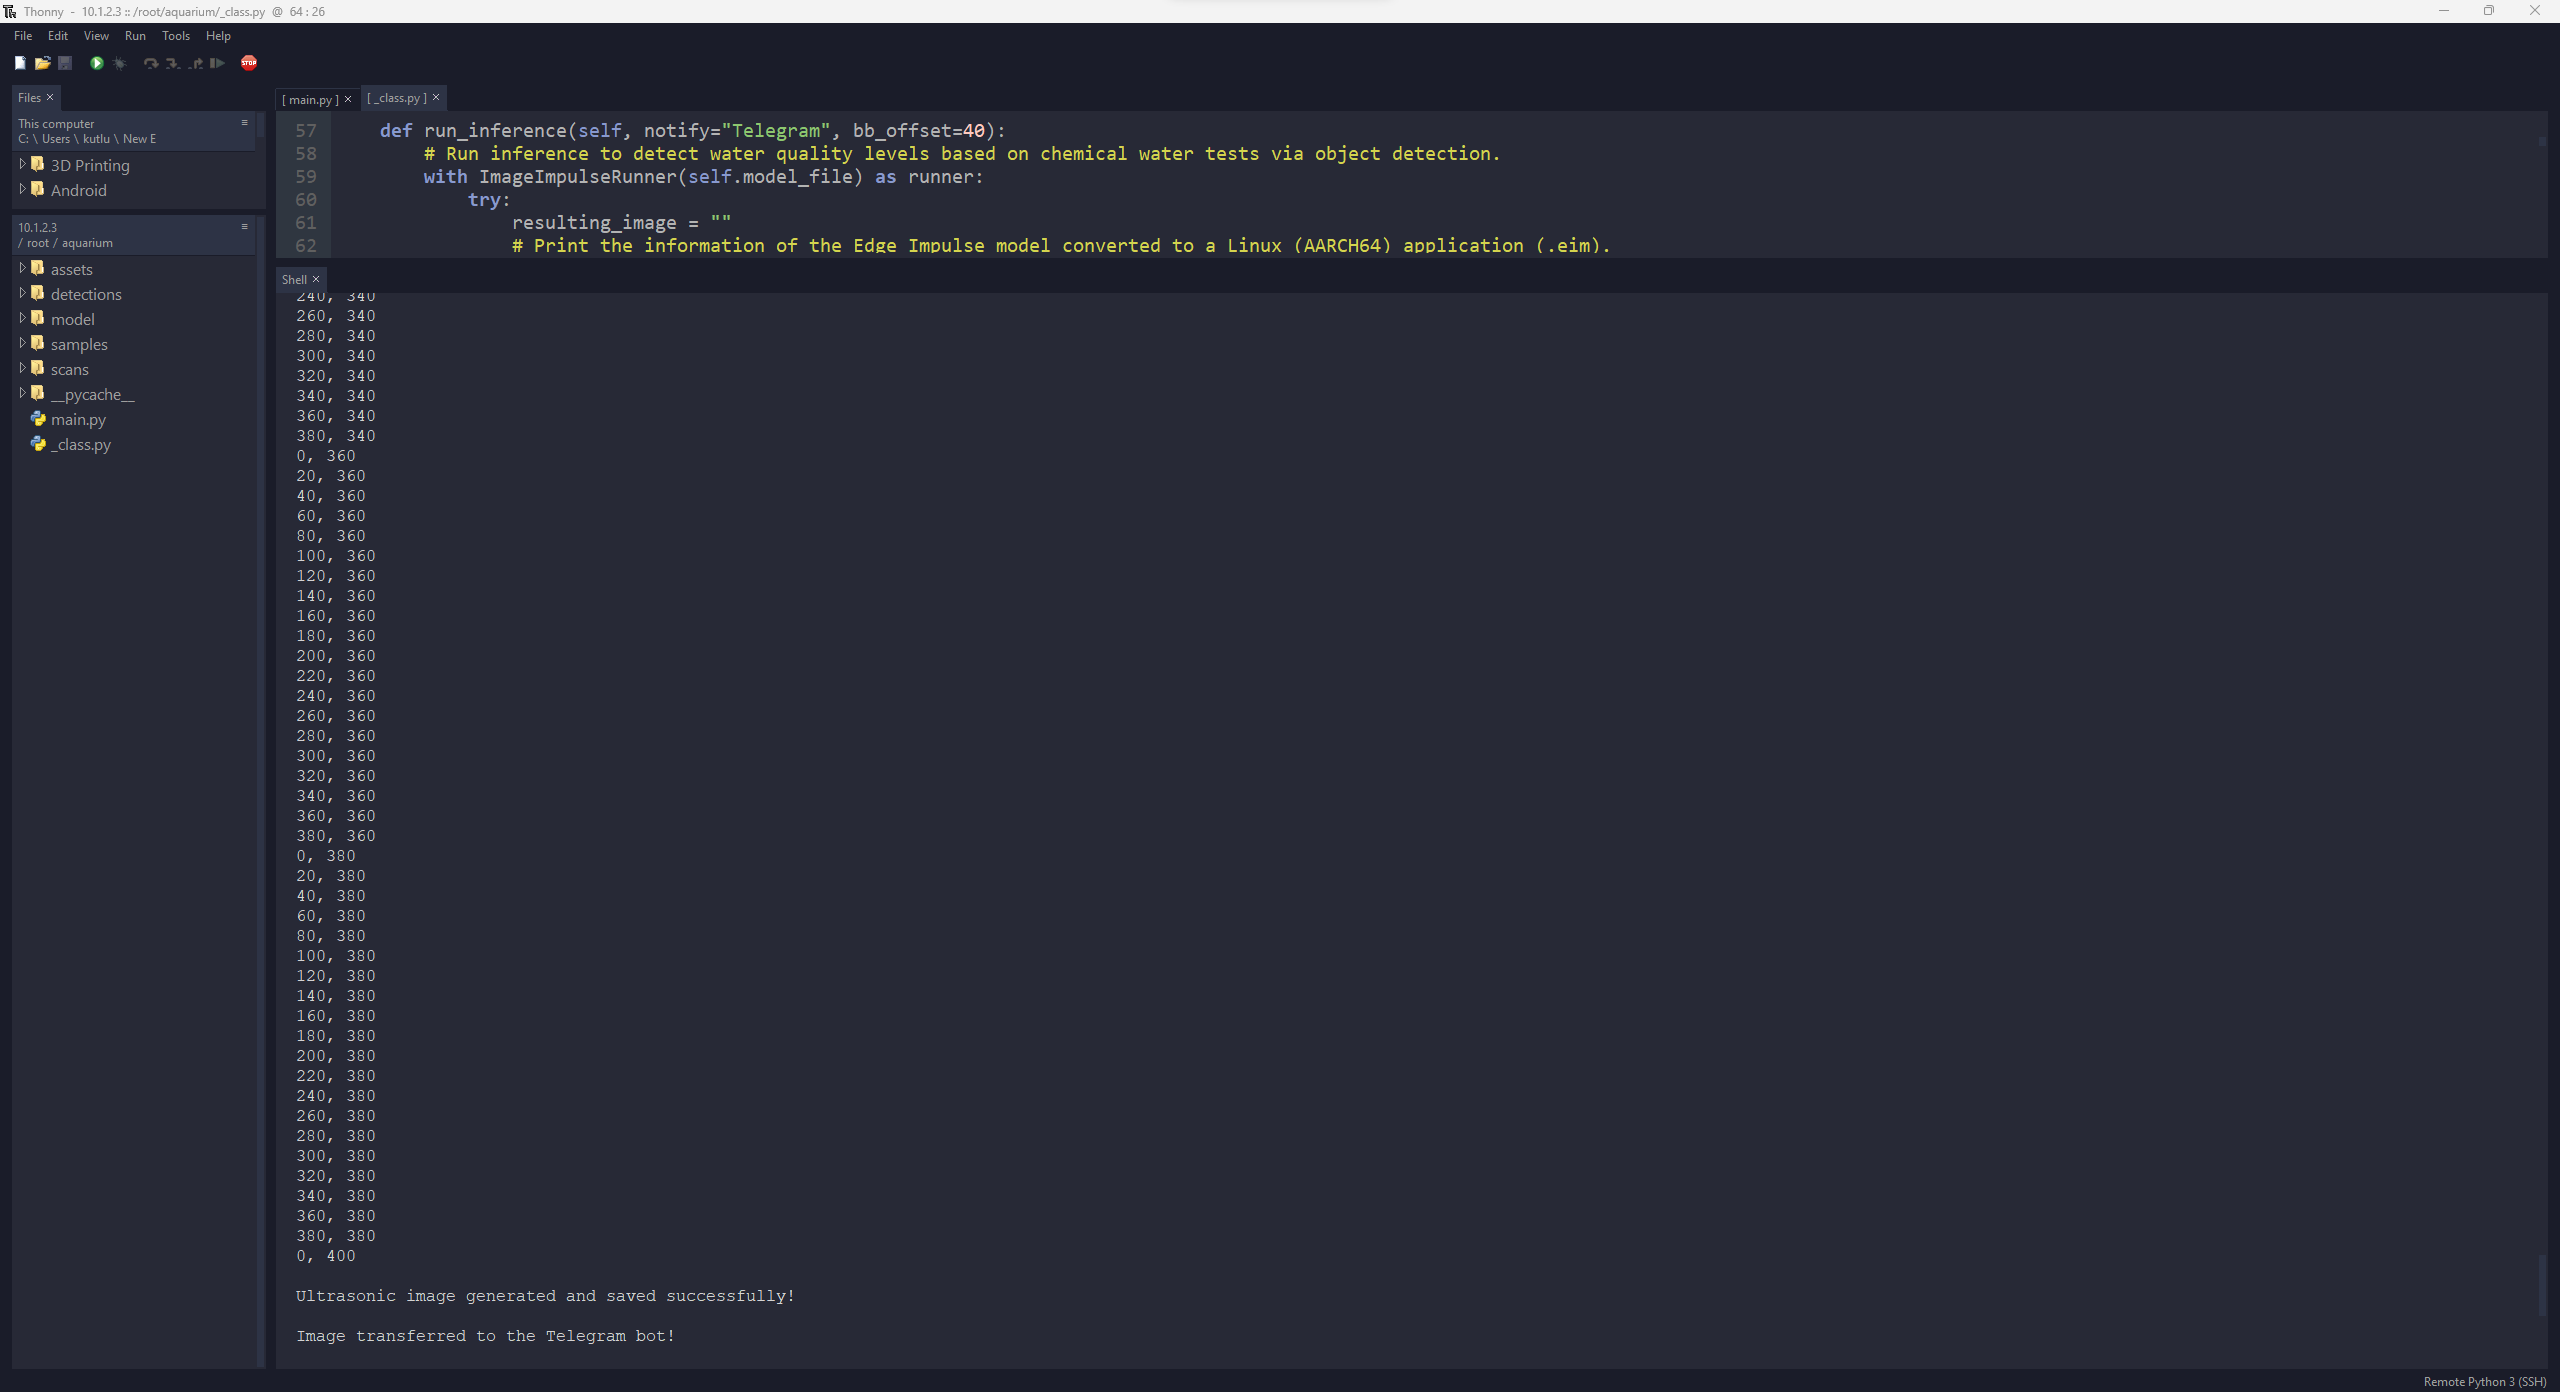 Thonny - 10.1.2.3 :: /root/aquarium/_class.py @ 64 : 26
File Edit View Run Tools Help
STOP
Files ×
This computer
C: \ Users \ kutlu \ New E
3D Printing
Android
10.1.2.3
/ root / aquarium
assets
detections
model
samples
scans
__pycache__
main.py
_class.py
[ main.py ] × [ _class.py ] ×
57 def run_inference(self, notify="Telegram", bb_offset=40):
58 # Run inference to detect water quality levels based on chemical water tests via object detection.
59 with ImageImpulseRunner(self.model_file) as runner:
60 try:
61 resulting_image = ""
62 # Print the information of the Edge Impulse model converted to a Linux (AARCH64) application (.eim).
Shell ×
240, 340
260, 340
280, 340
300, 340
320, 340
340, 340
360, 340
380, 340
0, 360
20, 360
40, 360
60, 360
80, 360
100, 360
120, 360
140, 360
160, 360
180, 360
200, 360
220, 360
240, 360
260, 360
280, 360
300, 360
320, 360
340, 360
360, 360
380, 360
0, 380
20, 380
40, 380
60, 380
80, 380
100, 380
120, 380
140, 380
160, 380
180, 380
200, 380
220, 380
240, 380
260, 380
280, 380
300, 380
320, 380
340, 380
360, 380
380, 380
0, 400
Ultrasonic image generated and saved successfully!
Image transferred to the Telegram bot!
Remote Python 3 (SSH)